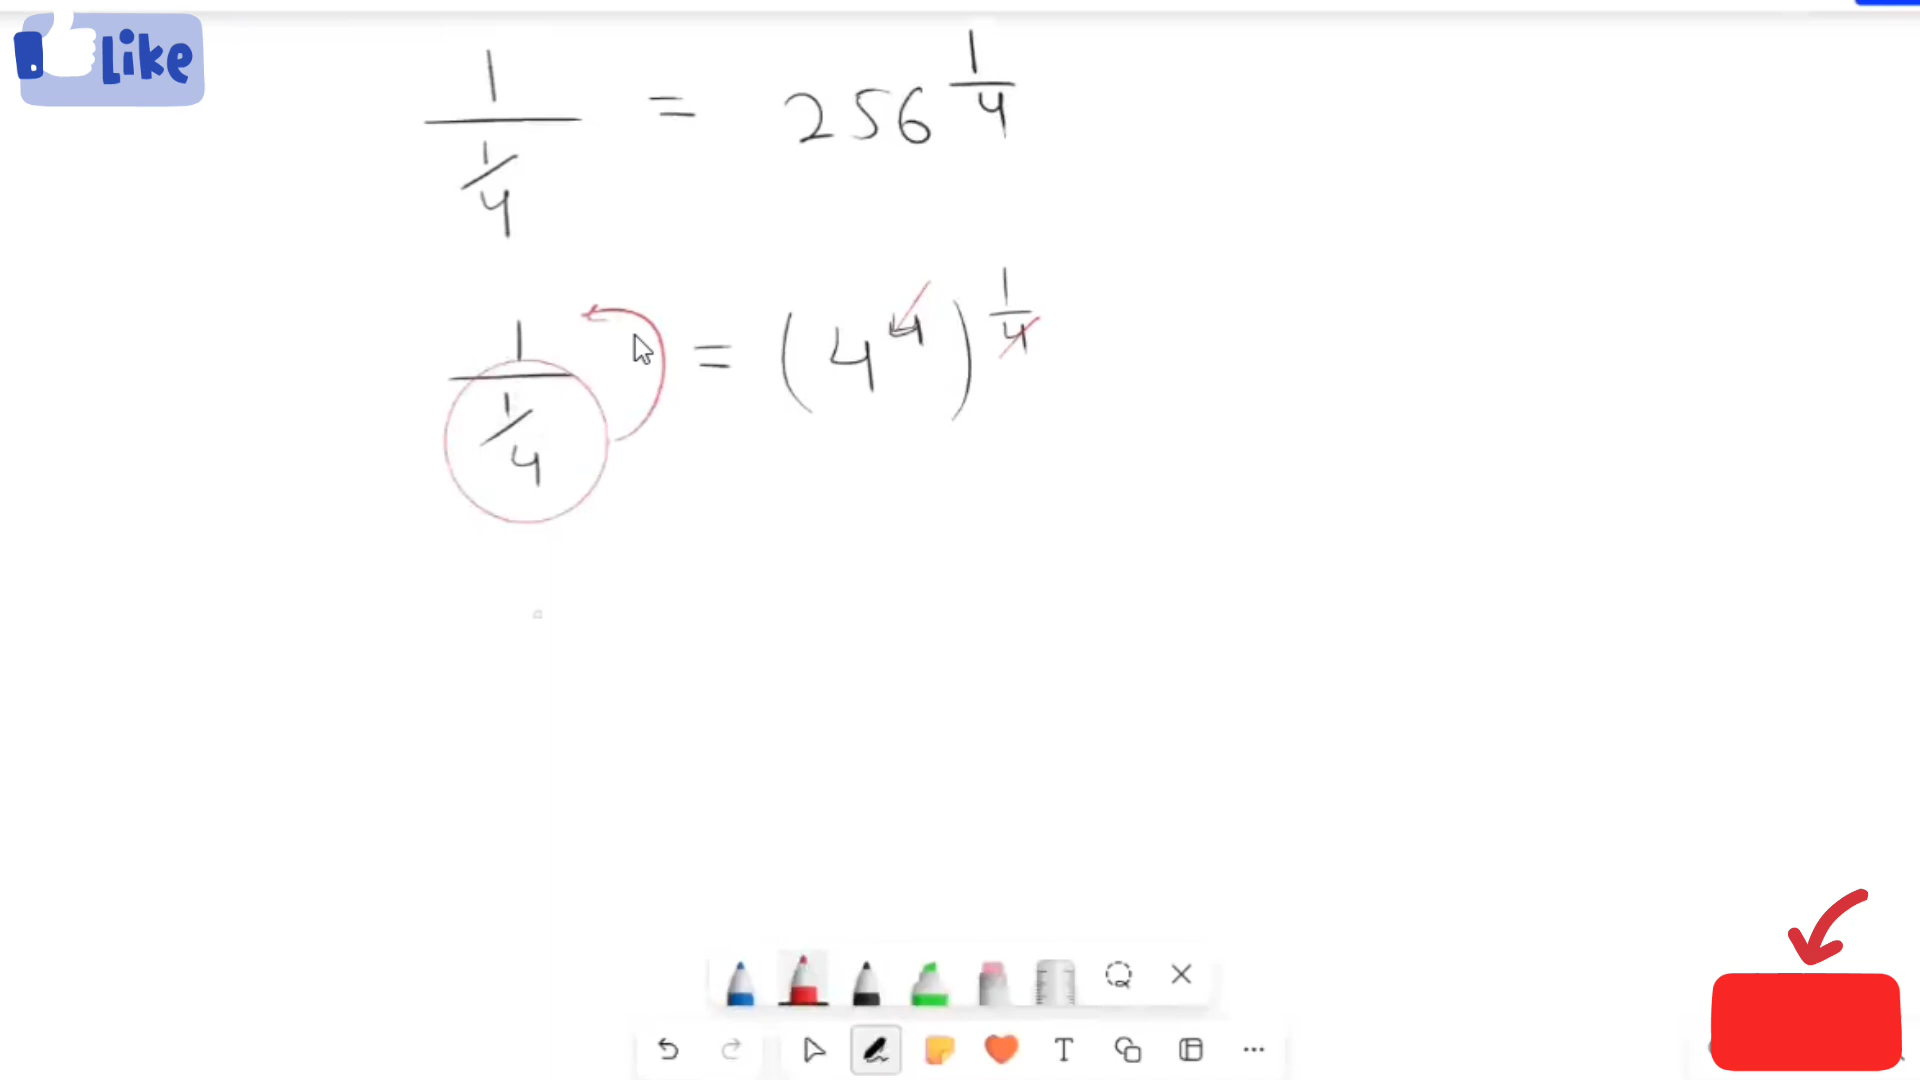 Like
1/(1/4) = 256^(1/4)
1/(1/4) = (4^4)^(1/4)
T